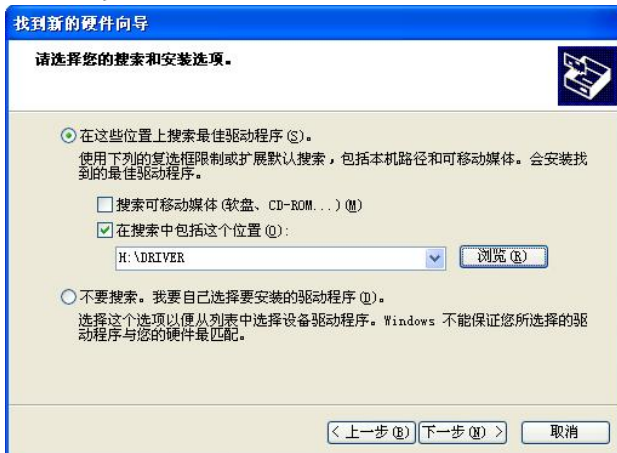 找到新的硬件向导
请选择您的搜索和安装选项。
在这些位置上搜索最佳驱动程序(S)。
使用下列的复选框限制或扩展默认搜索，包括本机路径和可移动媒体。会安装找
到的最佳驱动程序。
搜索可移动媒体(软盘、CD-ROM...)(M)
在搜索中包括这个位置(O):
H:\DRIVER
浏览(R)
不要搜索。我要自己选择要安装的驱动程序(D)。
选择这个选项以便从列表中选择设备驱动程序。Windows 不能保证您所选择的驱
动程序与您的硬件最匹配。
< 上一步(B) 下一步(N) > 取消